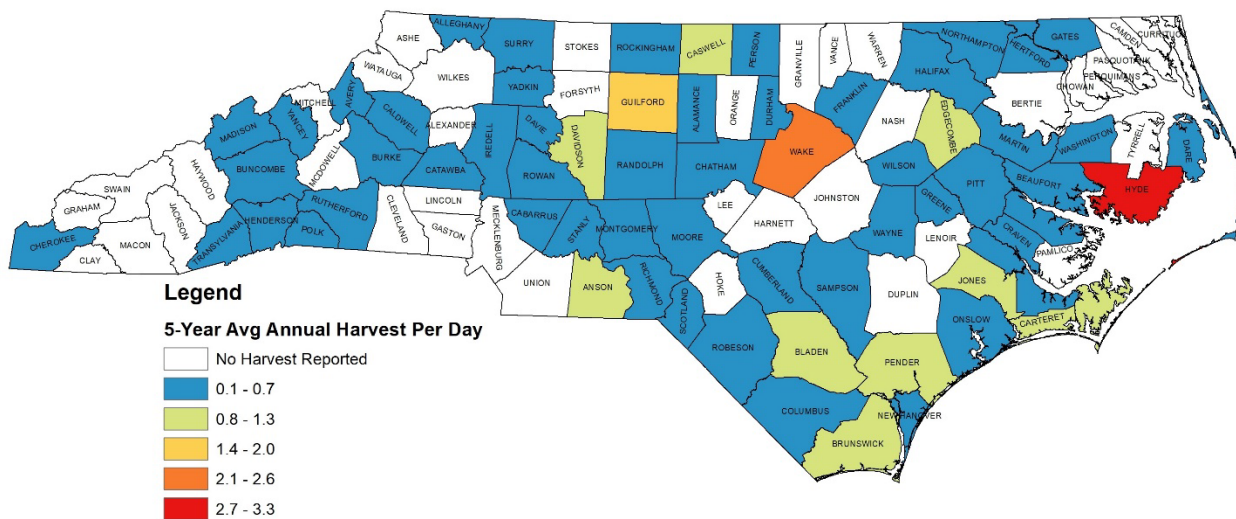 ALLEGHANY
ASHE
SURRY
STOKES
ROCKINGHAM
CASWELL
PERSON
GRANVILLE
VANCE
WARREN
NORTHAMPTON
HERTFORD
GATES
CAMDEN
CURRITUCK
PASQUOTANK
PERQUIMANS
CHOWAN
WATAUGA
WILKES
YADKIN
FORSYTH
GUILFORD
ALAMANCE
ORANGE
DURHAM
FRANKLIN
HALIFAX
BERTIE
NASH
EDGECOMBE
MITCHELL
AVERY
YANCEY
MADISON
CALDWELL
ALEXANDER
IREDELL
DAVIE
DAVIDSON
RANDOLPH
CHATHAM
WAKE
WILSON
MARTIN
WASHINGTON
TYRRELL
DARE
HAYWOOD
BUNCOMBE
MCDOWELL
BURKE
CATAWBA
ROWAN
JOHNSTON
PITT
BEAUFORT
HYDE
SWAIN
GRAHAM
JACKSON
RUTHERFORD
LINCOLN
CLEVELAND
GASTON
MECKLENBURG
CABARRUS
STANLY
MONTGOMERY
MOORE
LEE
HARNETT
WAYNE
GREENE
LENOIR
CRAVEN
PAMLICO
CHEROKEE
CLAY
MACON
TRANSYLVANIA
HENDERSON
POLK
UNION
ANSON
RICHMOND
SCOTLAND
HOKE
CUMBERLAND
SAMPSON
DUPLIN
JONES
ONSLOW
CARTERET
ROBESON
BLADEN
PENDER
COLUMBUS
NEW HANOVER
BRUNSWICK
Legend
5-Year Avg Annual Harvest Per Day
No Harvest Reported
0.1 - 0.7
0.8 - 1.3
1.4 - 2.0
2.1 - 2.6
2.7 - 3.3